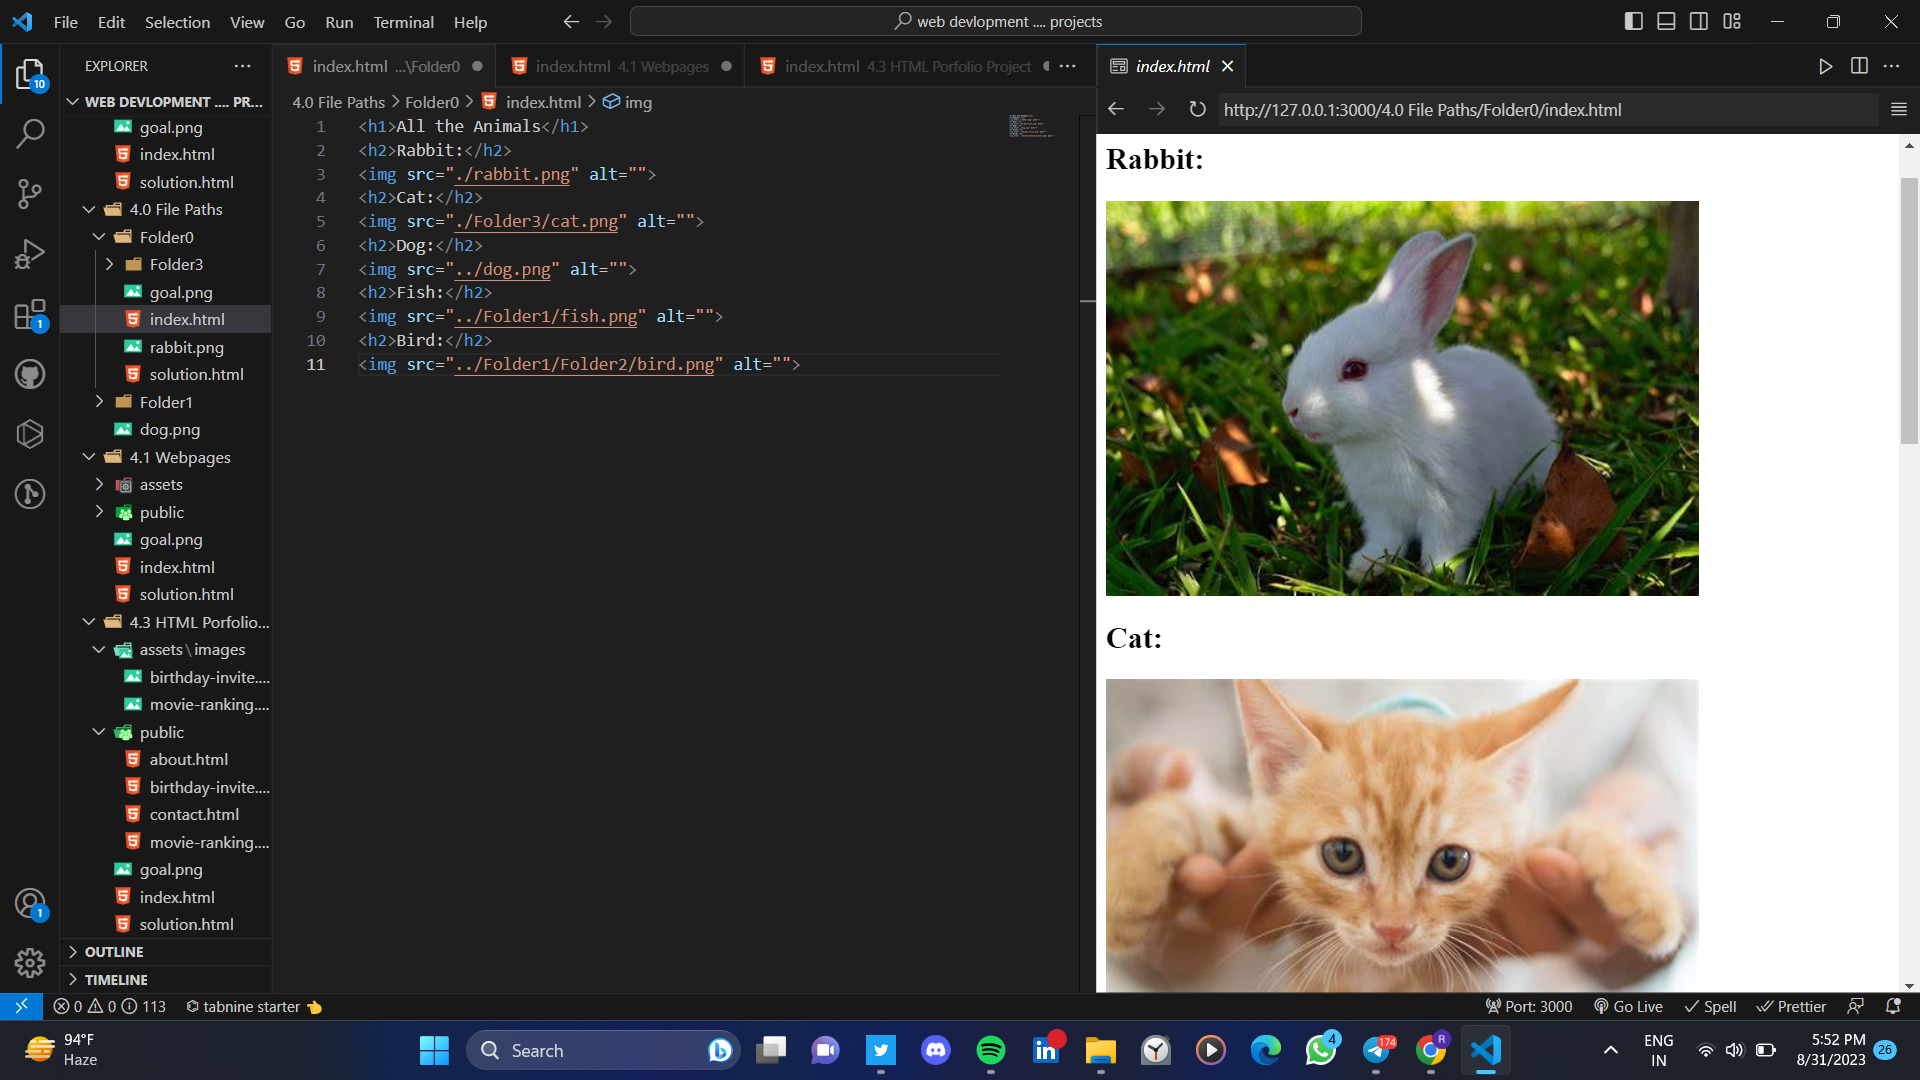 File Edit Selection View Go Run Terminal Help
web devlopment .... projects
EXPLORER
WEB DEVLOPMENT .... PR...
goal.png
index.html
solution.html
4.0 File Paths
Folder0
Folder3
goal.png
index.html
rabbit.png
solution.html
Folder1
dog.png
4.1 Webpages
assets
public
goal.png
index.html
solution.html
4.3 HTML Porfolio...
assets\images
birthday-invite....
movie-ranking....
public
about.html
birthday-invite....
contact.html
movie-ranking....
goal.png
index.html
solution.html
OUTLINE
TIMELINE
10
1
1
index.html ...\Folder0
index.html 4.1 Webpages
index.html 4.3 HTML Porfolio Project
4.0 File Paths > Folder0 > index.html > img
1 <h1>All the Animals</h1>
2 <h2>Rabbit:</h2>
3 <img src="./rabbit.png" alt="">
4 <h2>Cat:</h2>
5 <img src="./Folder3/cat.png" alt="">
6 <h2>Dog:</h2>
7 <img src="../dog.png" alt="">
8 <h2>Fish:</h2>
9 <img src="../Folder1/fish.png" alt="">
10 <h2>Bird:</h2>
11 <img src="../Folder1/Folder2/bird.png" alt="">
index.html
http://127.0.0.1:3000/4.0 File Paths/Folder0/index.html
Rabbit:
Cat:
0 0 113 tabnine starter
Port: 3000 Go Live Spell Prettier
94°F
Haze
Search
4
174
R
ENG
IN
5:52 PM
8/31/2023
26